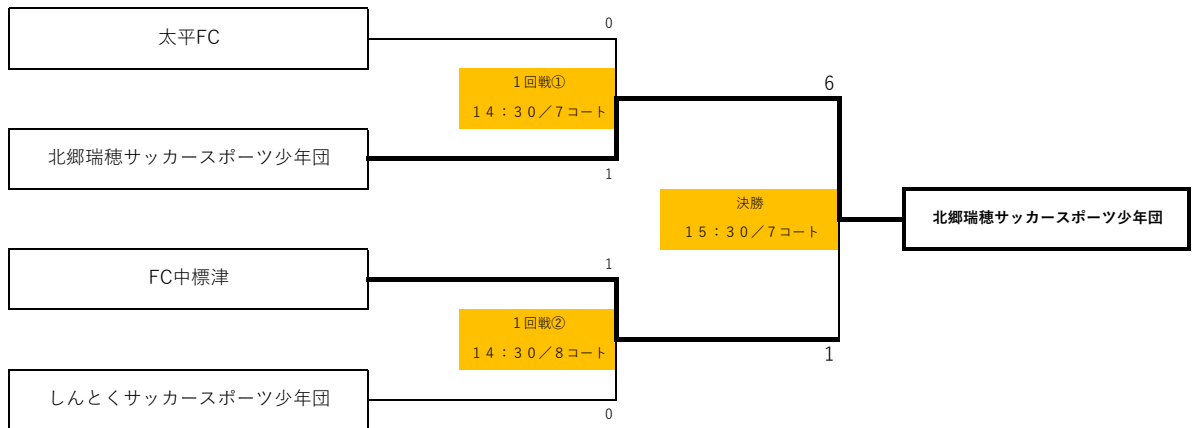 0
太平FC
1回戦①
14：30／7コート
6
北郷瑞穂サッカースポーツ少年団
1
決勝
15：30／7コート
北郷瑞穂サッカースポーツ少年団
1
FC中標津
1回戦②
14：30／8コート
1
しんとくサッカースポーツ少年団
0